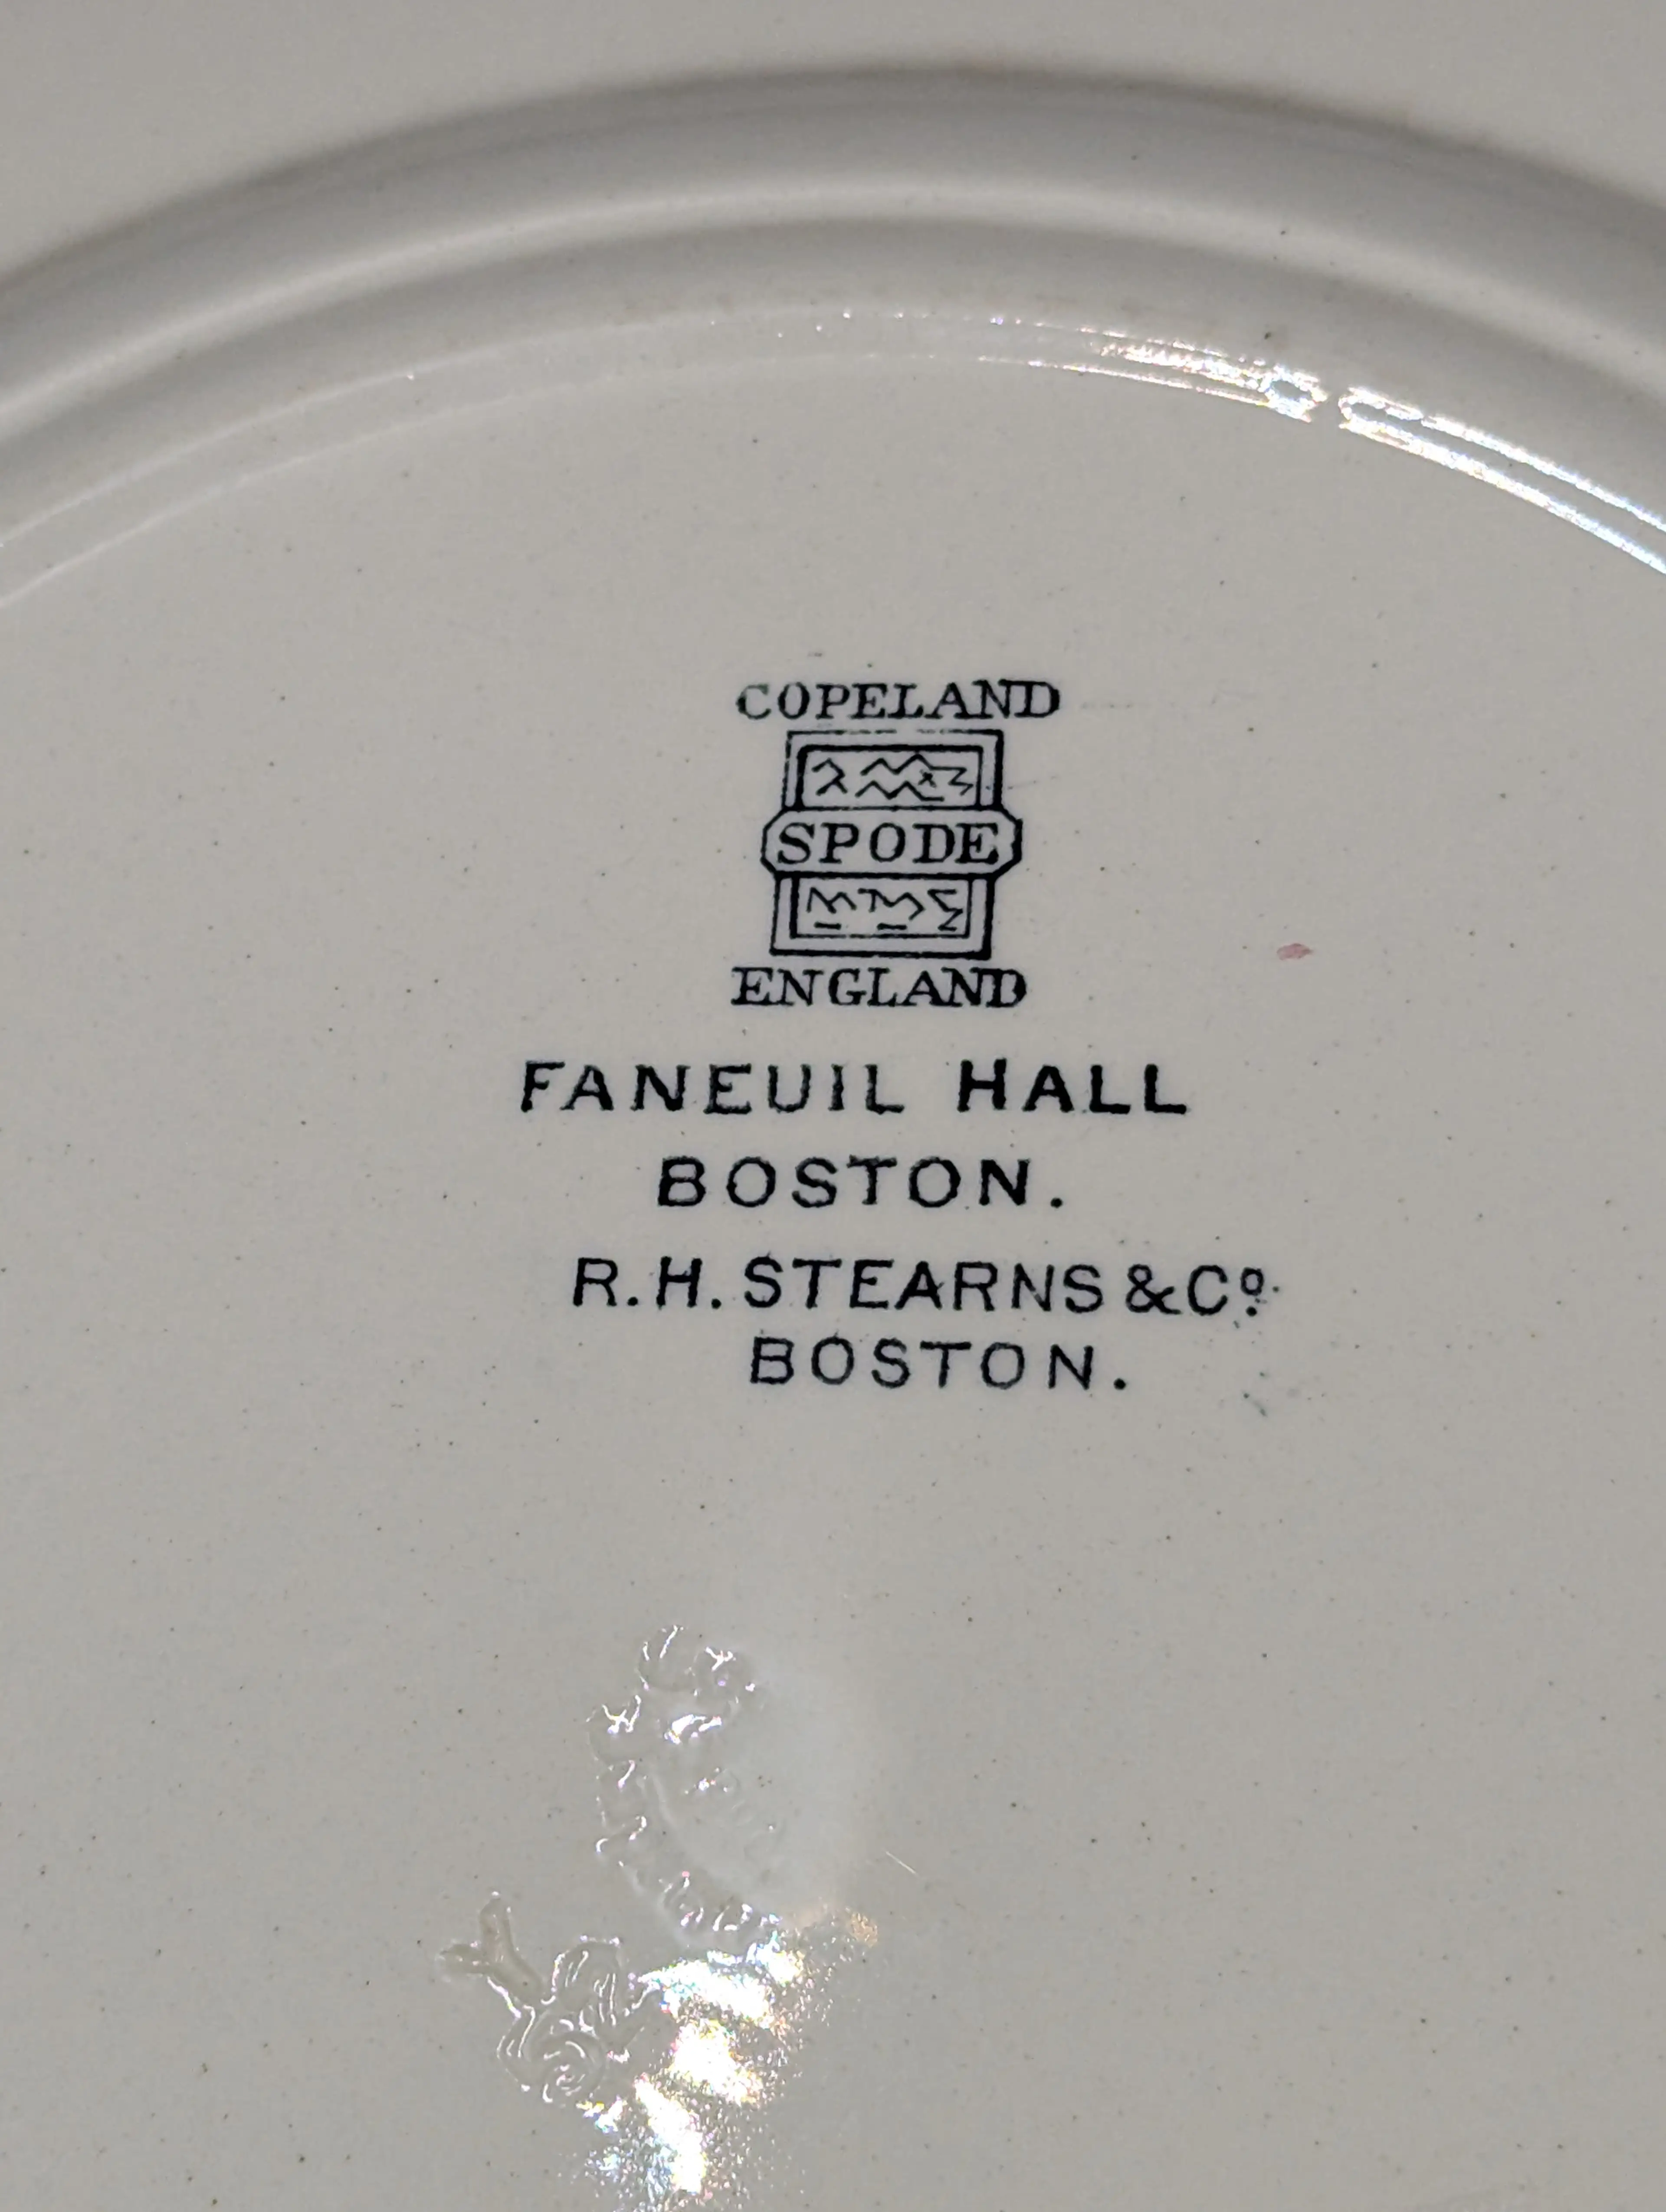 COPELAND
SPODE
ENGLAND
FANEUIL HALL
BOSTON.
R.H. STEARNS & Cº.
BOSTON.